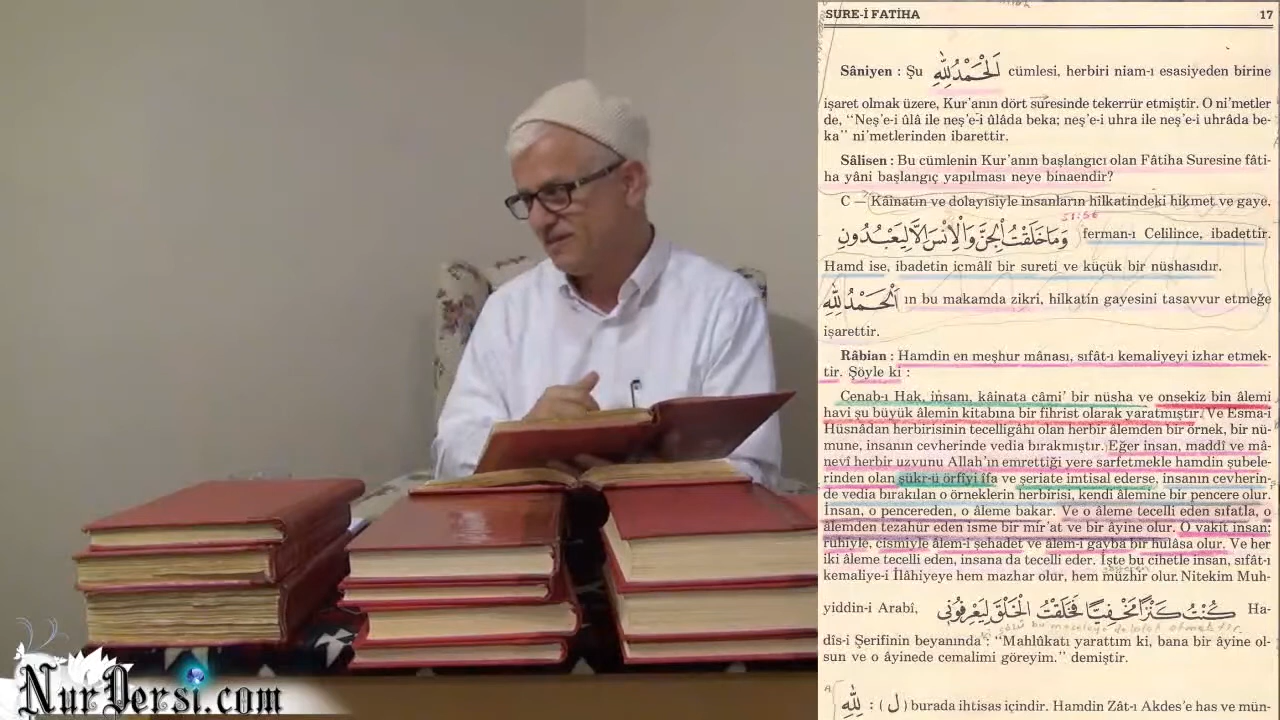 SURE-İ FATİHA 17
Sâniyen : Şu اَلْحَمْدُ لِلّٰهِ cümlesi, herbiri niam-ı esasiyeden birine
işaret olmak üzere, Kur'anın dört suresinde tekerrür etmiştir. O ni'metler
de, "Neş'e-i ûlâ ile neş'e-i ûlâda beka; neş'e-i uhra ile neş'e-i uhrâda be-
ka" ni'metlerinden ibarettir.
Sâlisen : Bu cümlenin Kur'anın başlangıcı olan Fâtiha Suresine fâti-
ha yâni başlangıç yapılması neye binaendir?
C — Kâinatın ve dolayısiyle insanların hilkatindeki hikmet ve gaye,
51:56
وَمَا خَلَقْتُ الْجِنَّ وَالْاِنْسَ اِلَّا لِيَعْبُدُونِ ferman-ı Celilince, ibadettir.
Hamd ise, ibadetin icmâlî bir sureti ve küçük bir nüshasıdır.
اَلْحَمْدُ لِلّٰهِ ın bu makamda zikri, hilkatin gayesini tasavvur etmeğe
işarettir.
Râbian : Hamdin en meşhur mânası, sıfât-ı kemaliyeyi izhar etmek-
tir. Şöyle ki :
Cenab-ı Hak, insanı, kâinata câmi' bir nüsha ve onsekiz bin âlemi
havi şu büyük âlemin kitabına bir fihrist olarak yaratmıştır. Ve Esma-i
Hüsnâdan herbirisinin tecelligâhı olan herbir âlemden bir örnek, bir nü-
mune, insanın cevherinde vedia bırakmıştır. Eğer insan, maddî ve mâ-
nevî herbir uzvunu Allah'ın emrettiği yere sarfetmekle hamdin şubele-
rinden olan şükr-ü örfîyi îfa ve şeriate imtisal ederse, insanın cevherin-
de vedia bırakılan o örneklerin herbirisi, kendi âlemine bir pencere olur.
İnsan, o pencereden, o âleme bakar. Ve o âleme tecelli eden sıfatla, o
âlemden tezahür eden isme bir mir'at ve bir âyine olur. O vakit insan;
ruhiyle, cismiyle âlem-i şehadet ve âlem-i gayba bir hulâsa olur. Ve her
iki âleme tecelli eden, insana da tecelli eder. İşte bu cihetle insan, sıfât-ı
kemaliye-i İlâhiyeye hem mazhar olur, hem müzhir olur. Nitekim Muh-
yiddin-i Arabî, كُنْتُ كَنْزًا مَخْفِيًّا فَخَلَقْتُ الْخَلْقَ لِيَعْرِفُونِى Ha-
dîs-i Şerifinin beyanında : "Mahlûkatı yarattım ki, bana bir âyine ol-
sun ve o âyinede cemalimi göreyim." demiştir.
لِلّٰهِ : ( ل ) burada ihtisas içindir. Hamdin Zât-ı Akdes'e has ve mün-
NurDersi.com